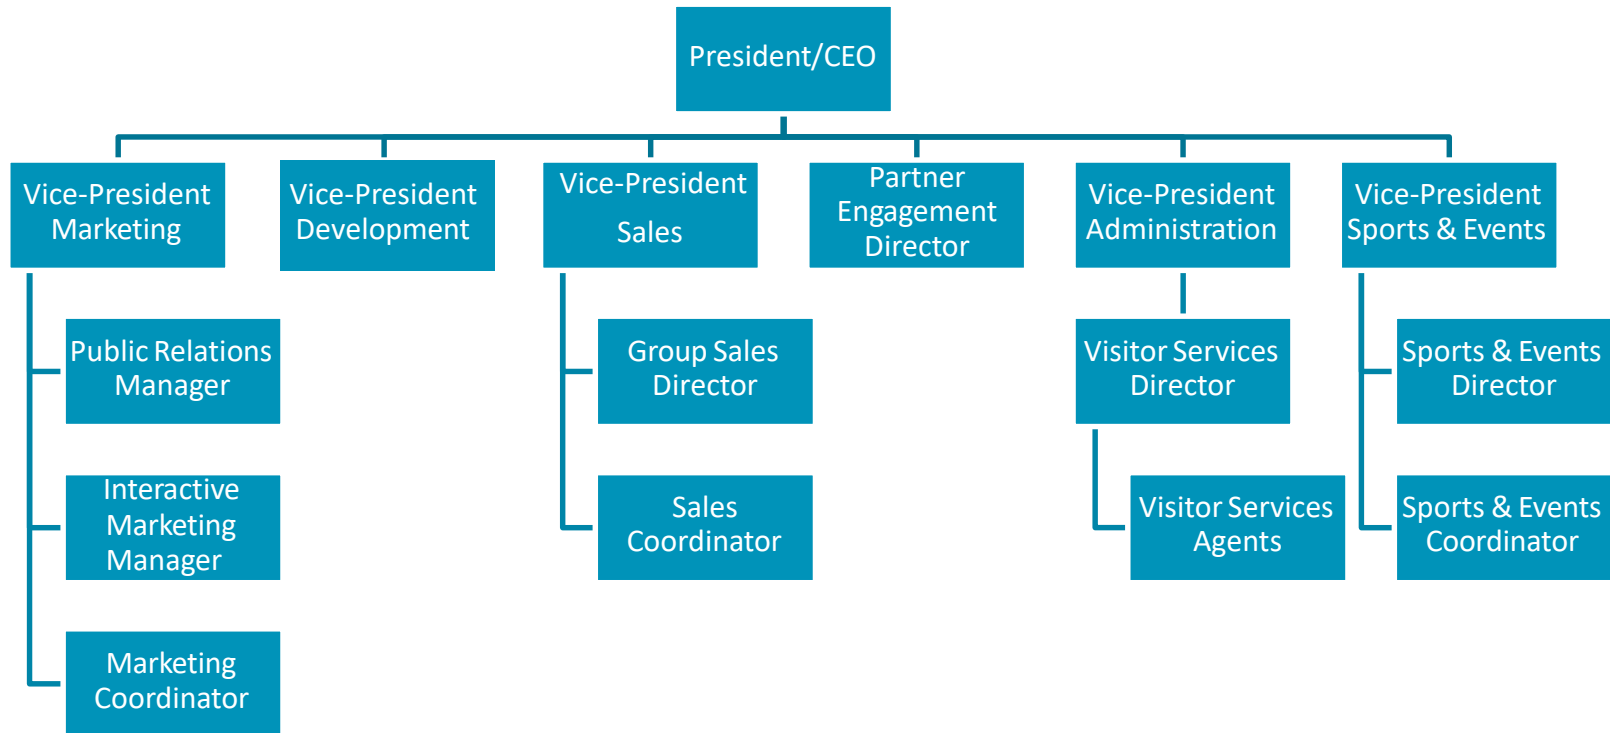 President/CEO
Vice-President
Marketing
Vice-President
Development
Vice-President
Sales
Partner
Engagement
Director
Vice-President
Administration
Vice-President
Sports & Events
Public Relations
Manager
Group Sales
Director
Visitor Services
Director
Sports & Events
Director
Interactive
Marketing
Manager
Sales
Coordinator
Visitor Services
Agents
Sports & Events
Coordinator
Marketing
Coordinator